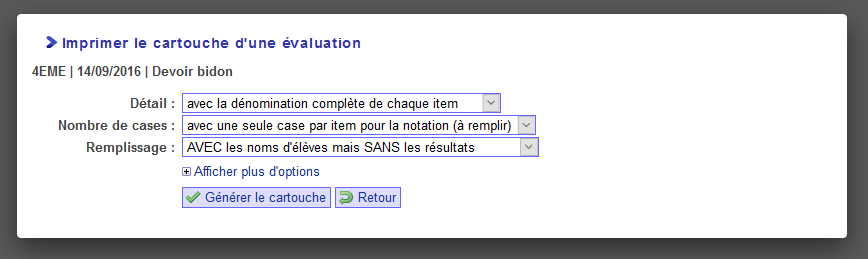 Imprimer le cartouche d'une évaluation
4EME | 14/09/2016 | Devoir bidon
Détail : avec la dénomination complète de chaque item
Nombre de cases : avec une seule case par item pour la notation (à remplir)
Remplissage : AVEC les noms d'élèves mais SANS les résultats
Afficher plus d'options
Générer le cartouche Retour